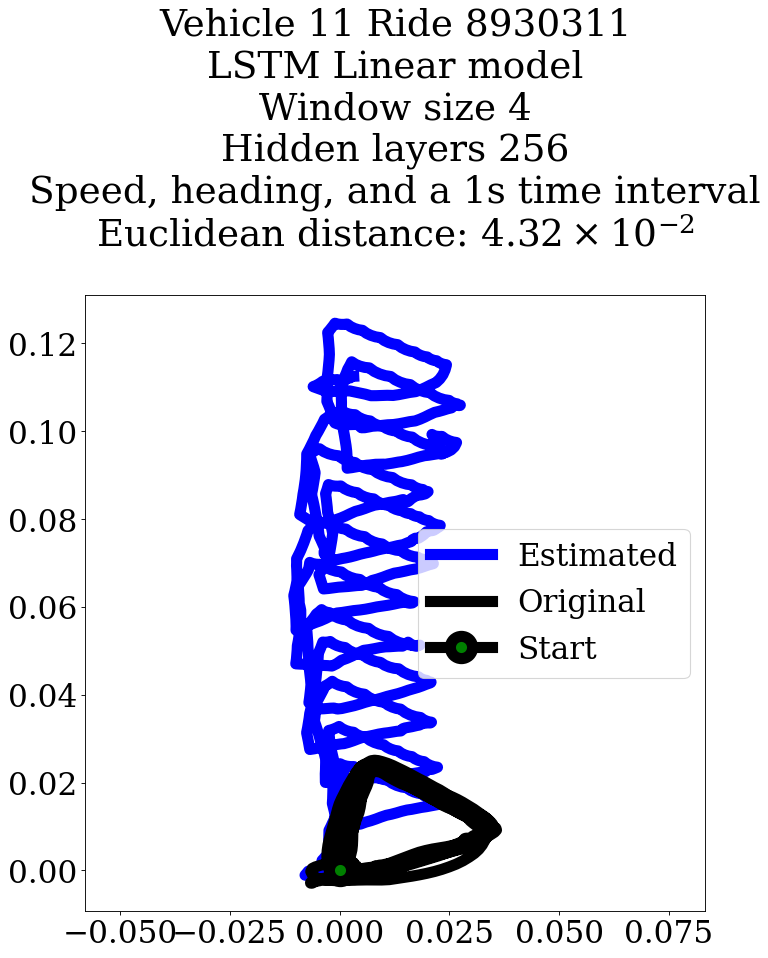 Vehicle 11 Ride 8930311
LSTM Linear model
Window size 4
Hidden layers 256
Speed, heading, and a 1s time interval
Euclidean distance: 4.32 × 10⁻²
0.12
0.10
0.08
0.06
0.04
0.02
0.00
Estimated
Original
Start
−0.050 −0.025 0.000 0.025 0.050 0.075